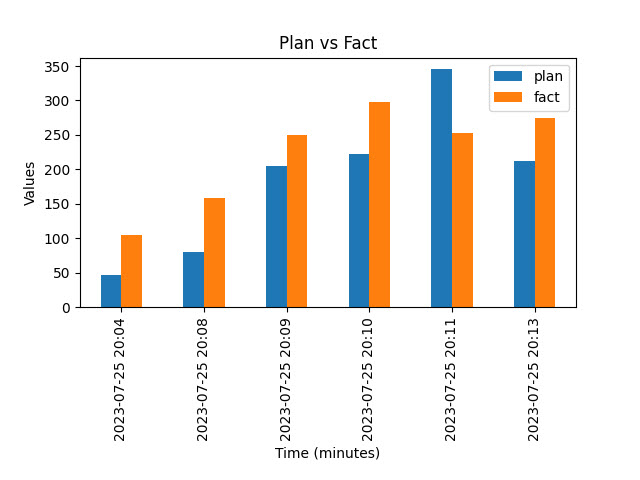 Plan vs Fact
plan
fact
Values
350
300
250
200
150
100
50
0
2023-07-25 20:04
2023-07-25 20:08
2023-07-25 20:09
2023-07-25 20:10
2023-07-25 20:11
2023-07-25 20:13
Time (minutes)